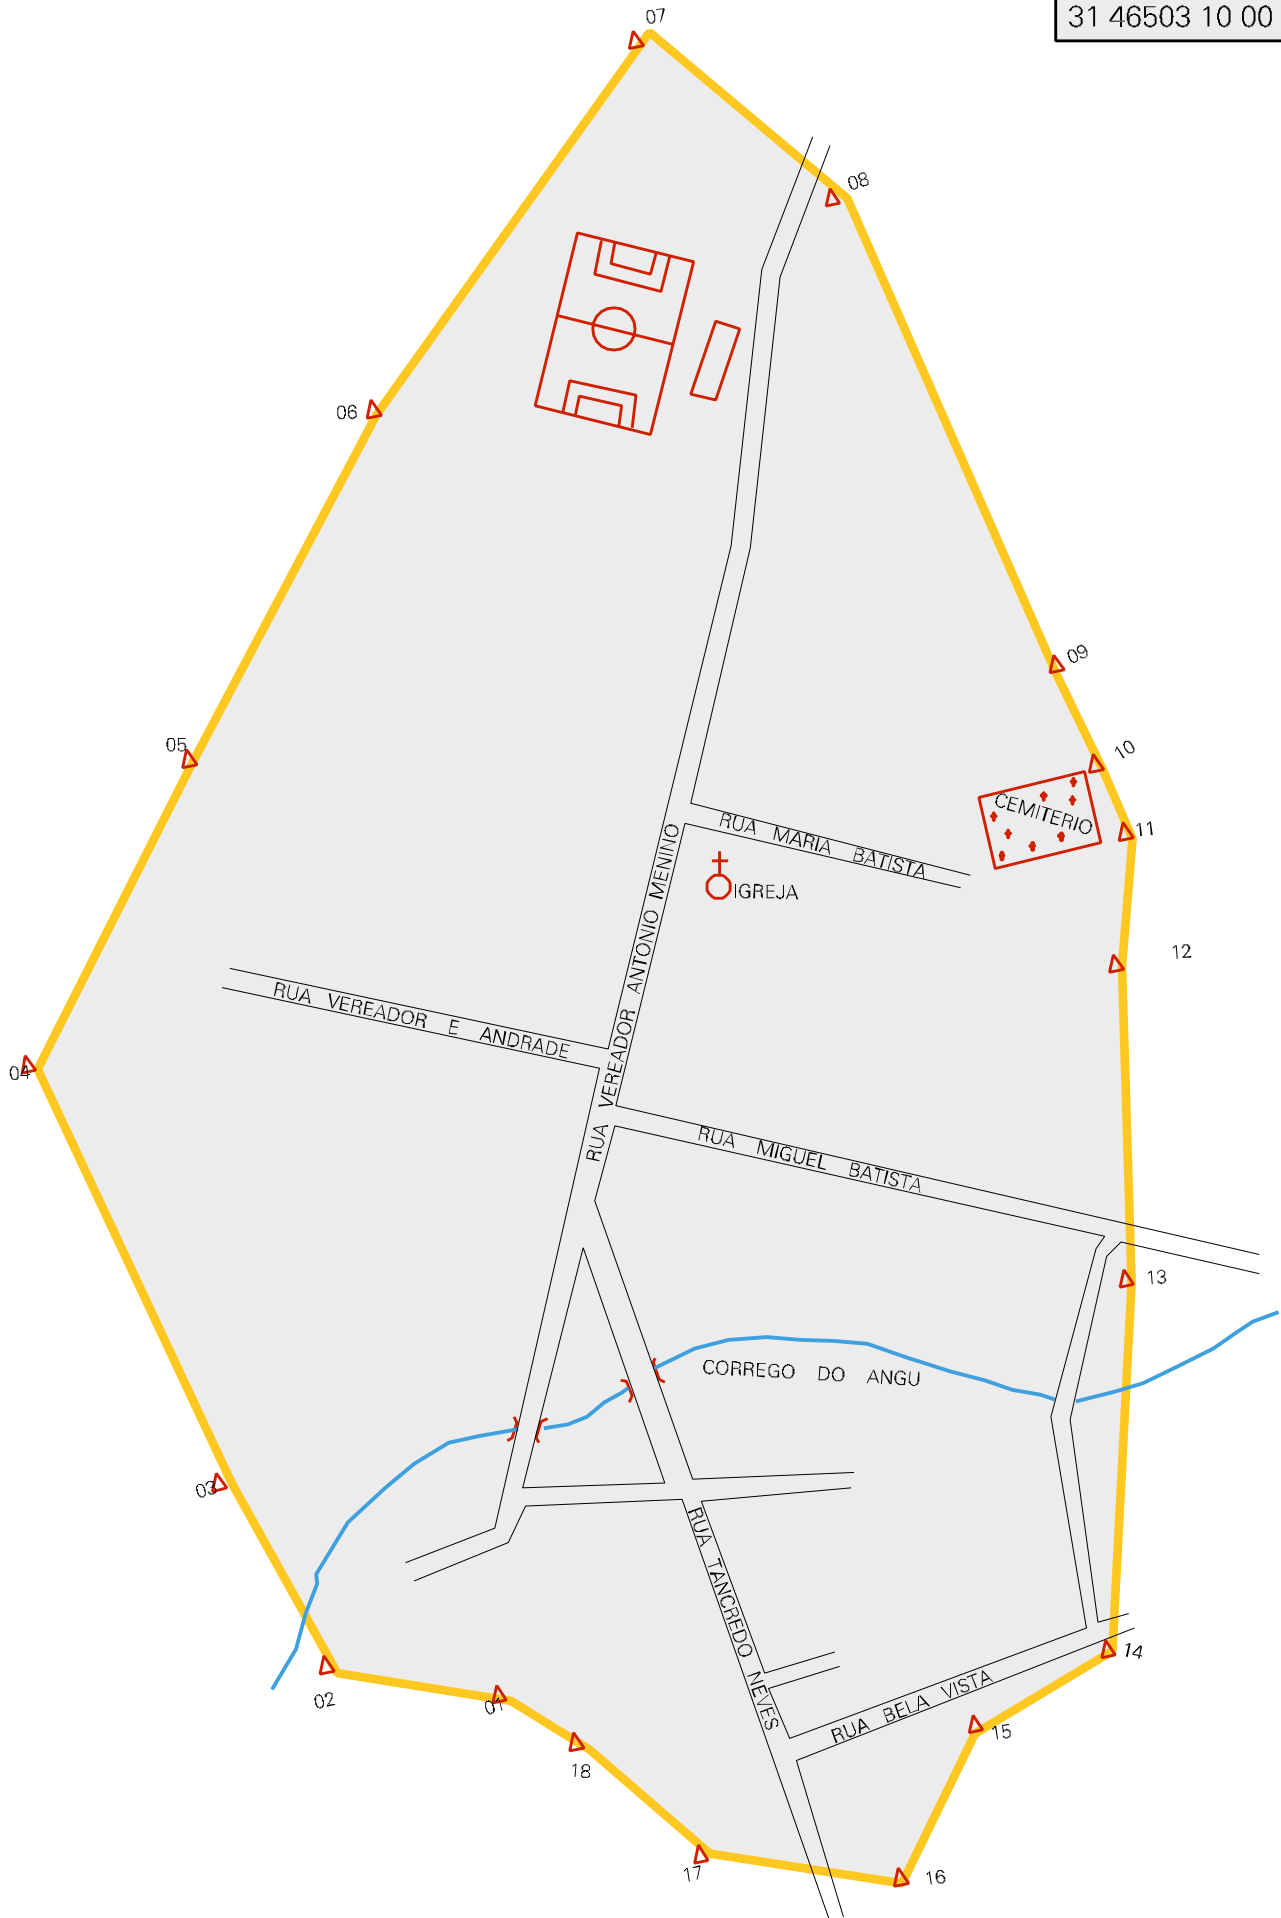 31 46503 10 00
07
08
06
09
05
10
CEMITERIO
11
RUA MARIA BATISTA
IGREJA
RUA VEREADOR ANTONIO MENINO
12
RUA VEREADOR E ANDRADE
04
RUA MIGUEL BATISTA
13
CORREGO DO ANGU
03
RUA TANCREDO NEVES
14
RUA BELA VISTA
02
01
15
18
17
16